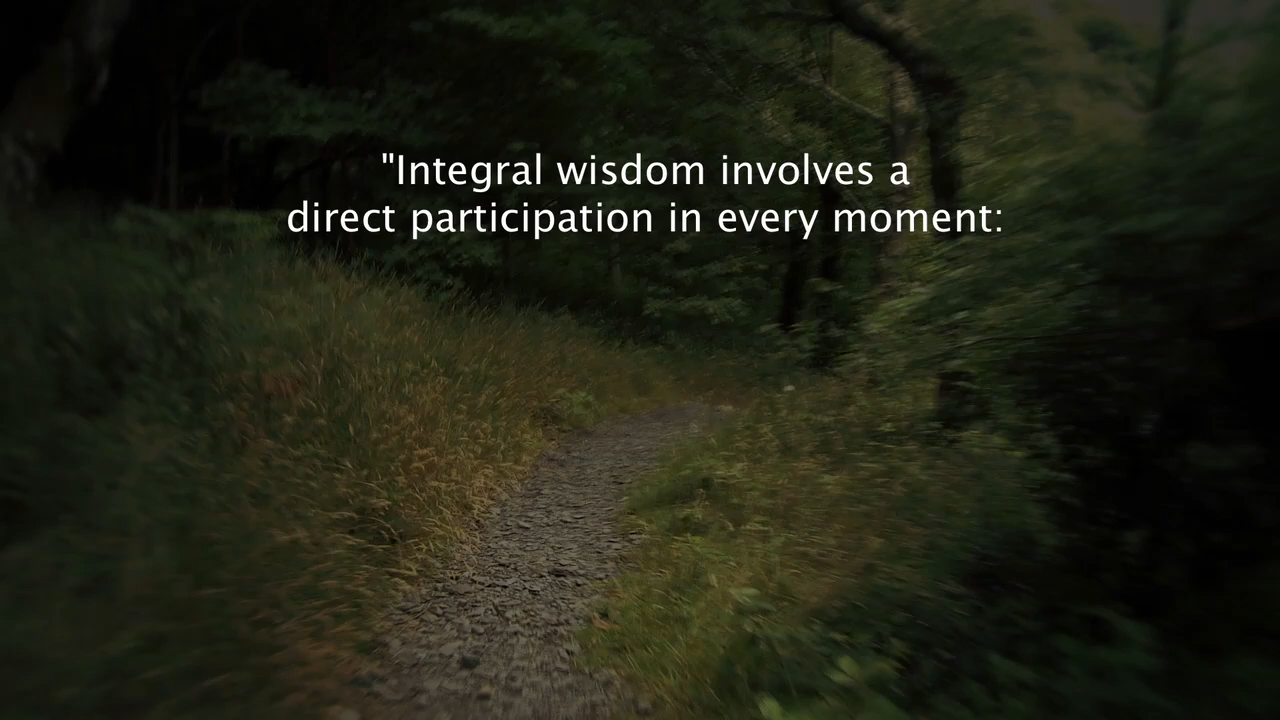 "Integral wisdom involves a
direct participation in every moment: